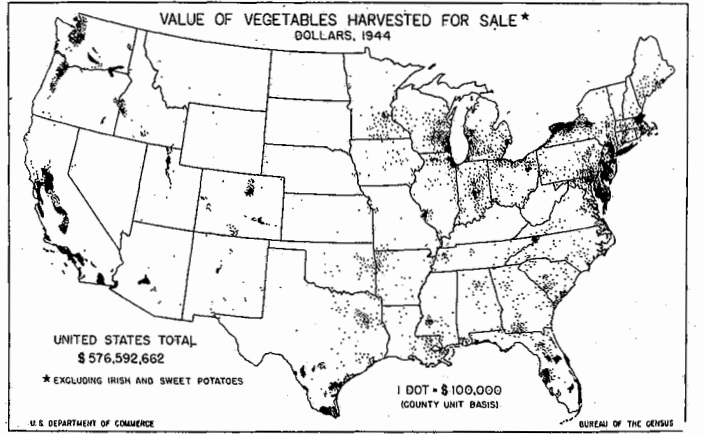 VALUE OF VEGETABLES HARVESTED FOR SALE*
DOLLARS, 1944
UNITED STATES TOTAL
$576,592,662
*EXCLUDING IRISH AND SWEET POTATOES
1 DOT - $100,000
(COUNTY UNIT BASIS)
U.S. DEPARTMENT OF COMMERCE
BUREAU OF THE CENSUS